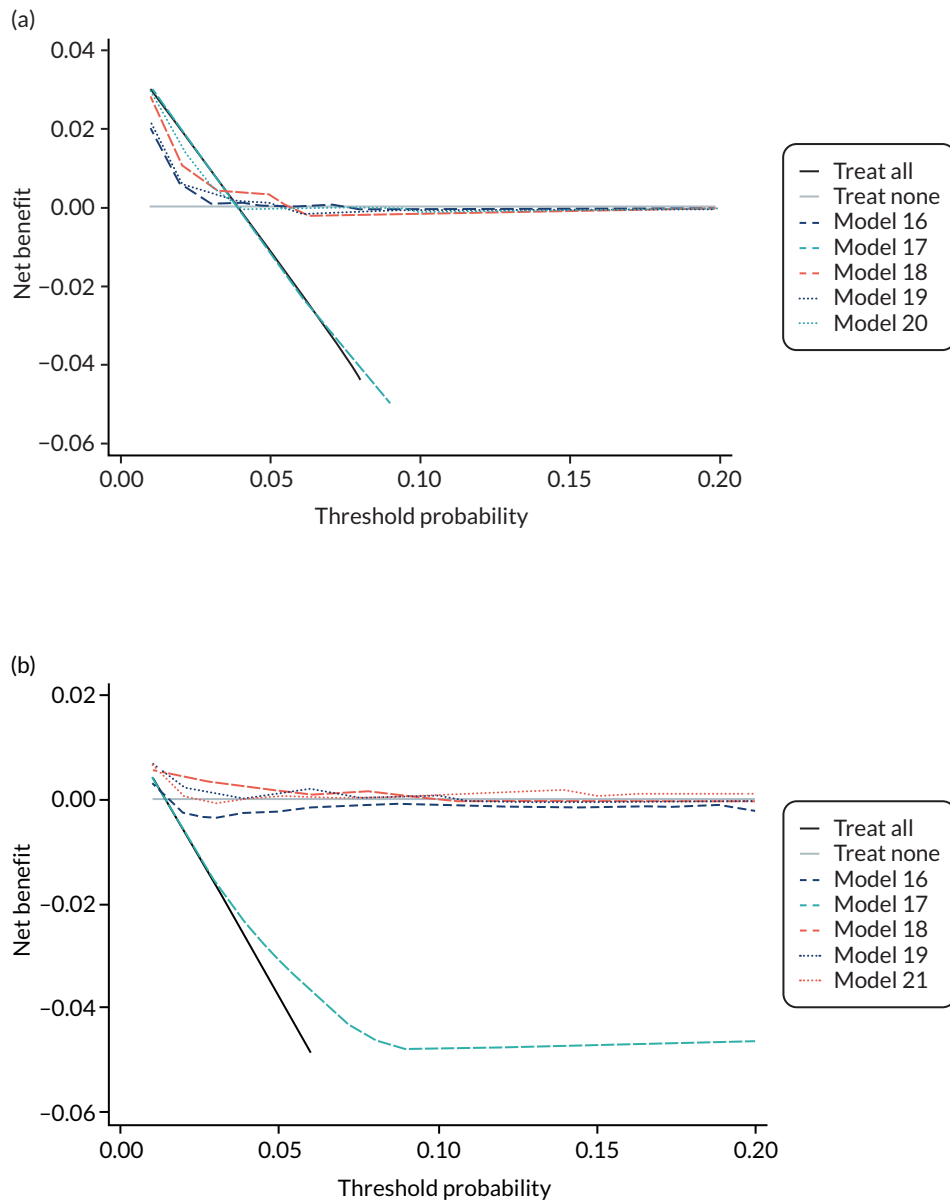 (a)
0.04
0.02
0.00
−0.02
−0.04
−0.06
Net benefit
0.00
0.05
0.10
0.15
0.20
Threshold probability
Treat all
Treat none
Model 16
Model 17
Model 18
Model 19
Model 20
(b)
0.02
0.00
−0.02
−0.04
−0.06
Net benefit
0.00
0.05
0.10
0.15
0.20
Threshold probability
Treat all
Treat none
Model 16
Model 17
Model 18
Model 19
Model 21